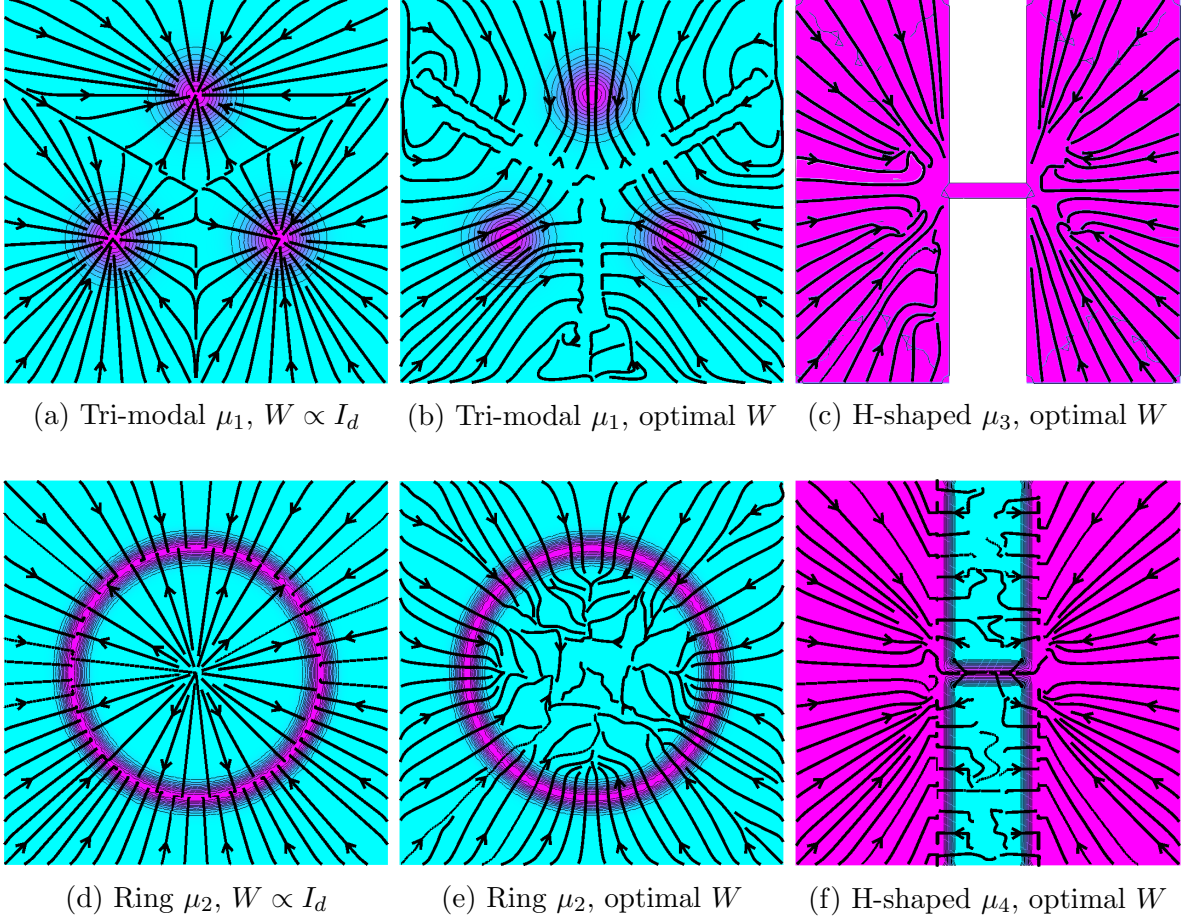 (a) Tri-modal μ₁, W ∝ I_d
(b) Tri-modal μ₁, optimal W
(c) H-shaped μ₃, optimal W
(d) Ring μ₂, W ∝ I_d
(e) Ring μ₂, optimal W
(f) H-shaped μ₄, optimal W